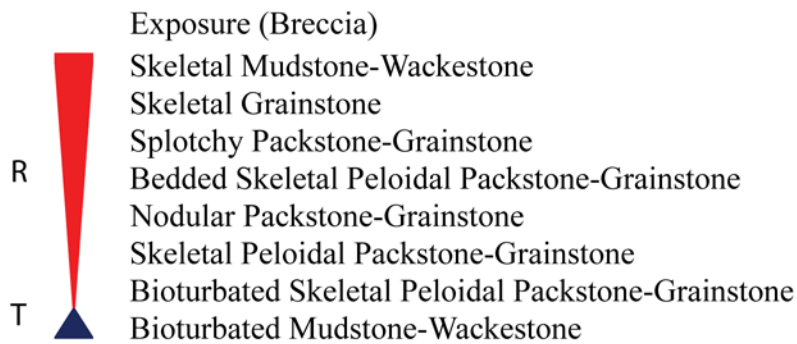 Exposure (Breccia)
Skeletal Mudstone-Wackestone
Skeletal Grainstone
Splotchy Packstone-Grainstone
R
Bedded Skeletal Peloidal Packstone-Grainstone
Nodular Packstone-Grainstone
Skeletal Peloidal Packstone-Grainstone
Bioturbated Skeletal Peloidal Packstone-Grainstone
T
Bioturbated Mudstone-Wackestone